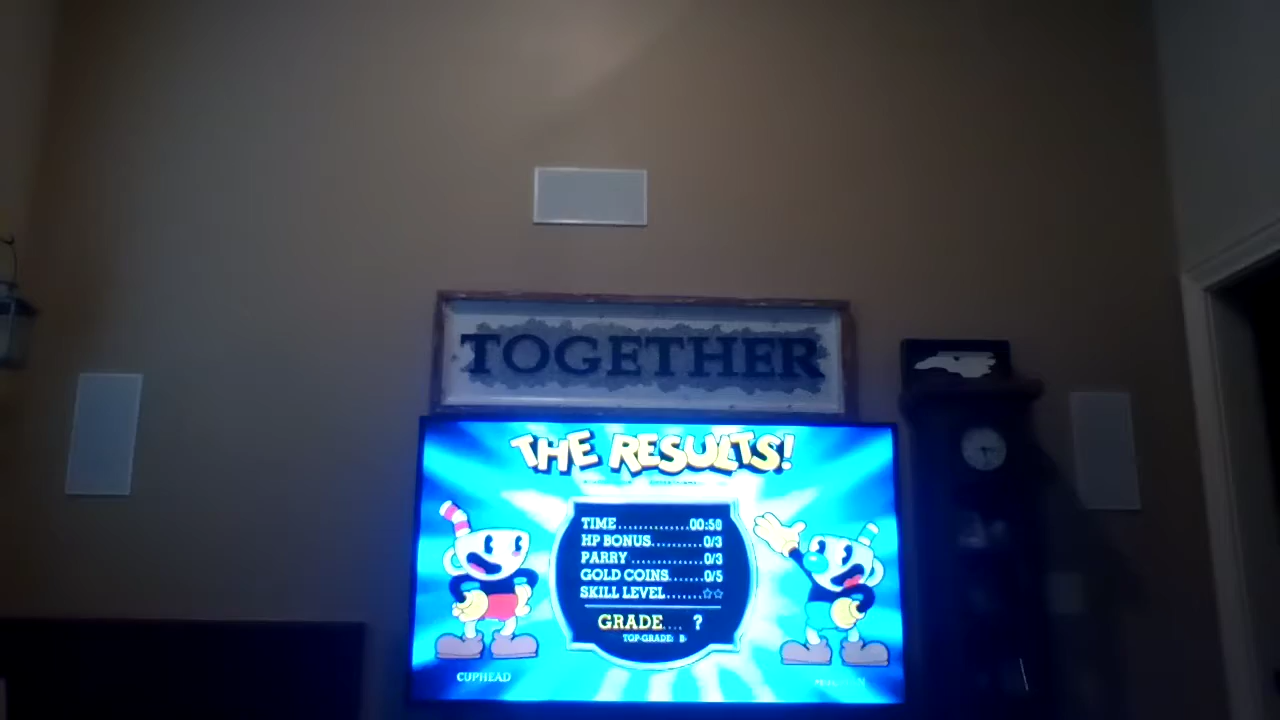 TOGETHER
THE RESULTS!
TIME..............00:50
HP BONUS..........0/3
PARRY ..............0/3
GOLD COINS.......0/5
SKILL LEVEL.......☆☆
GRADE.... ?
TOP-GRADE: B-
CUPHEAD